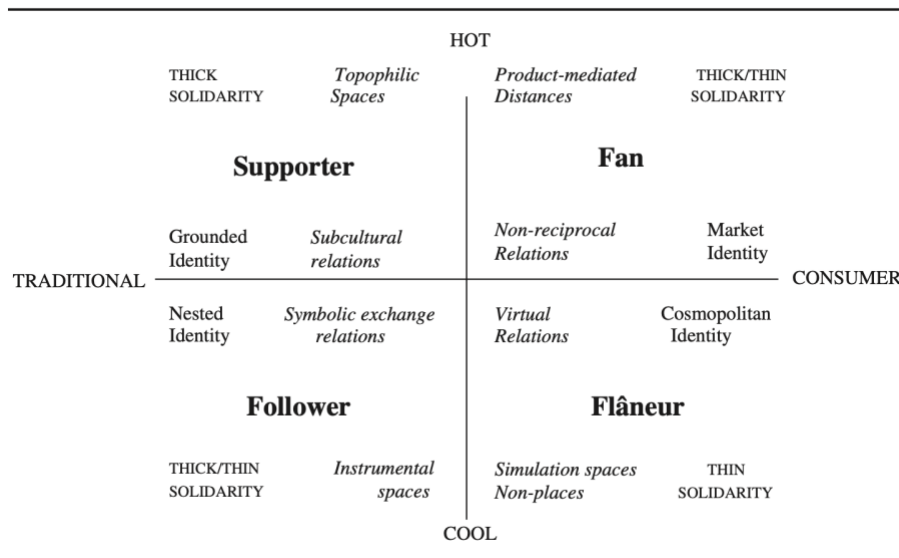 HOT
THICK SOLIDARITY
Topophilic Spaces
Product-mediated Distances
THICK/THIN SOLIDARITY
Supporter
Fan
Grounded Identity
Subcultural relations
Non-reciprocal Relations
Market Identity
TRADITIONAL
CONSUMER
Nested Identity
Symbolic exchange relations
Virtual Relations
Cosmopolitan Identity
Follower
Flâneur
THICK/THIN SOLIDARITY
Instrumental spaces
Simulation spaces Non-places
THIN SOLIDARITY
COOL